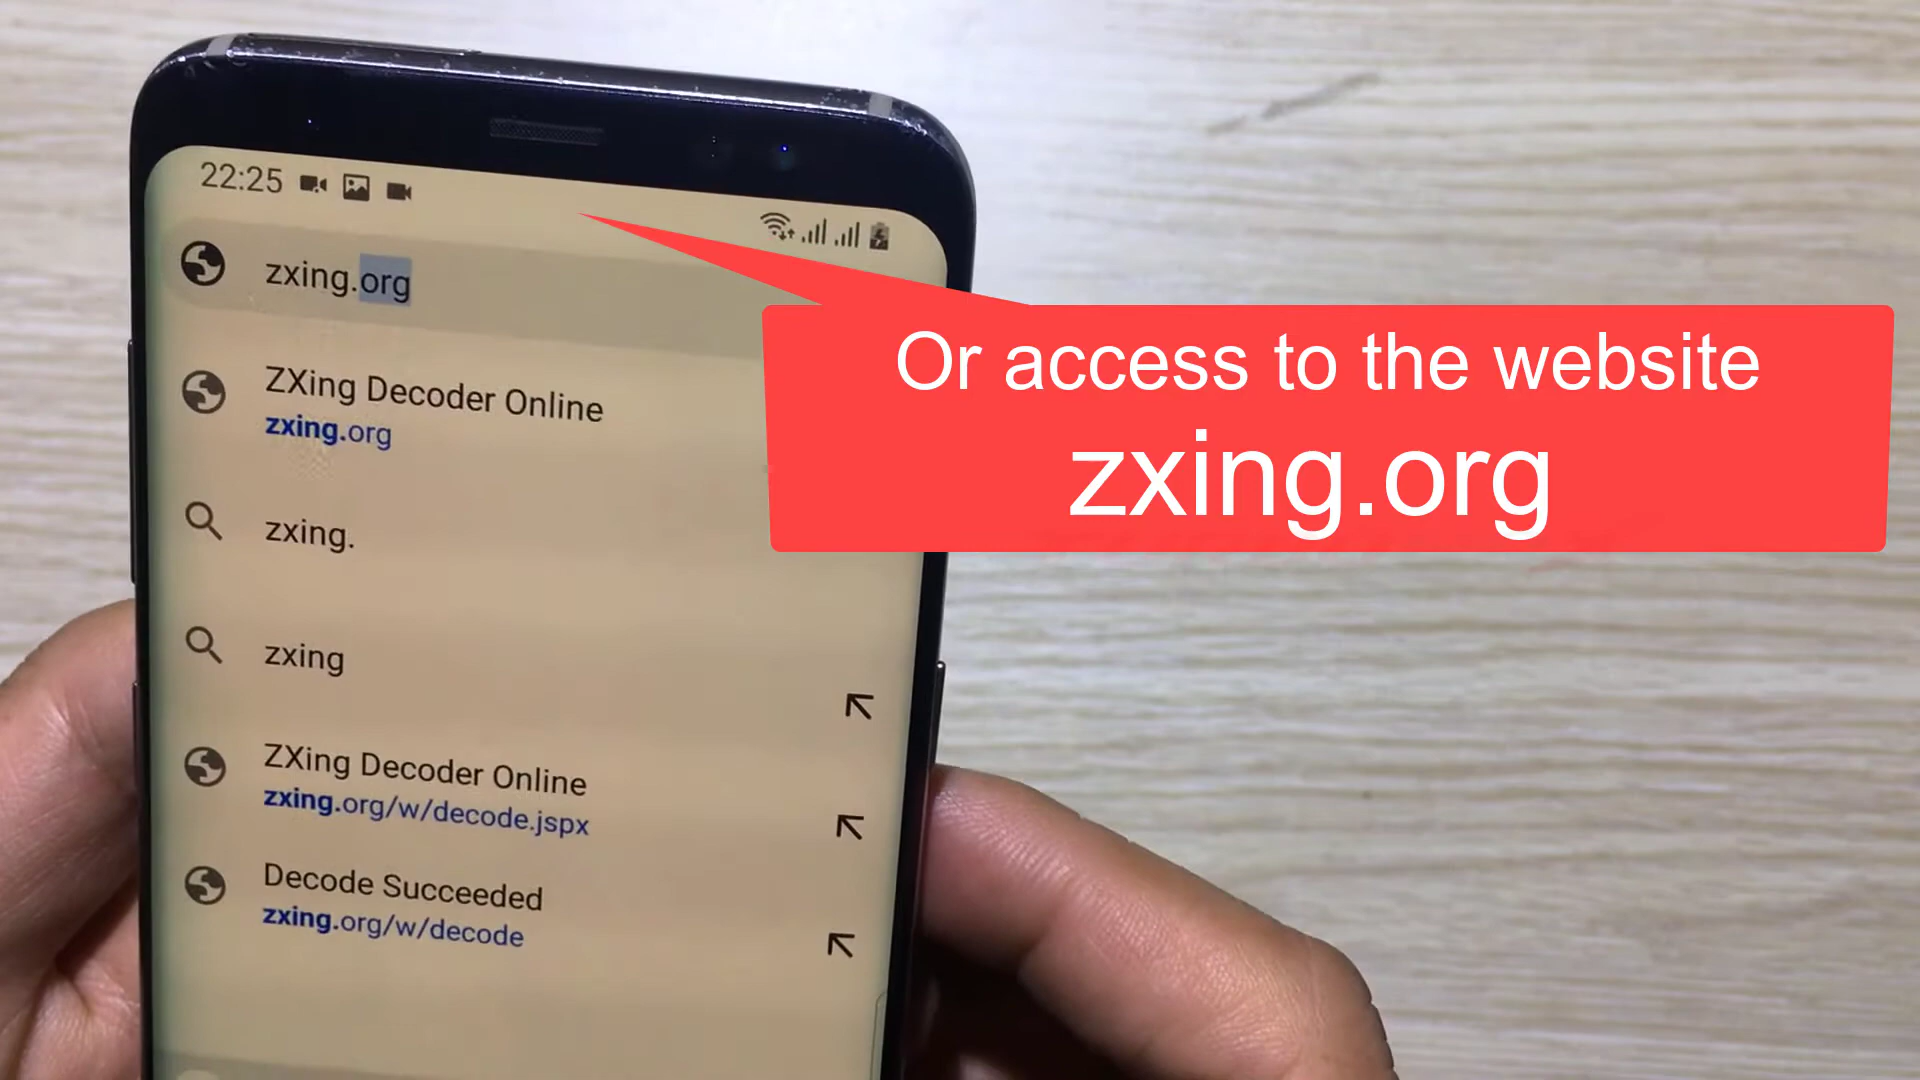 22:25
zxing.org
ZXing Decoder Online
zxing.org
zxing.
zxing
ZXing Decoder Online
zxing.org/w/decode.jspx
Decode Succeeded
zxing.org/w/decode
Or access to the website
zxing.org